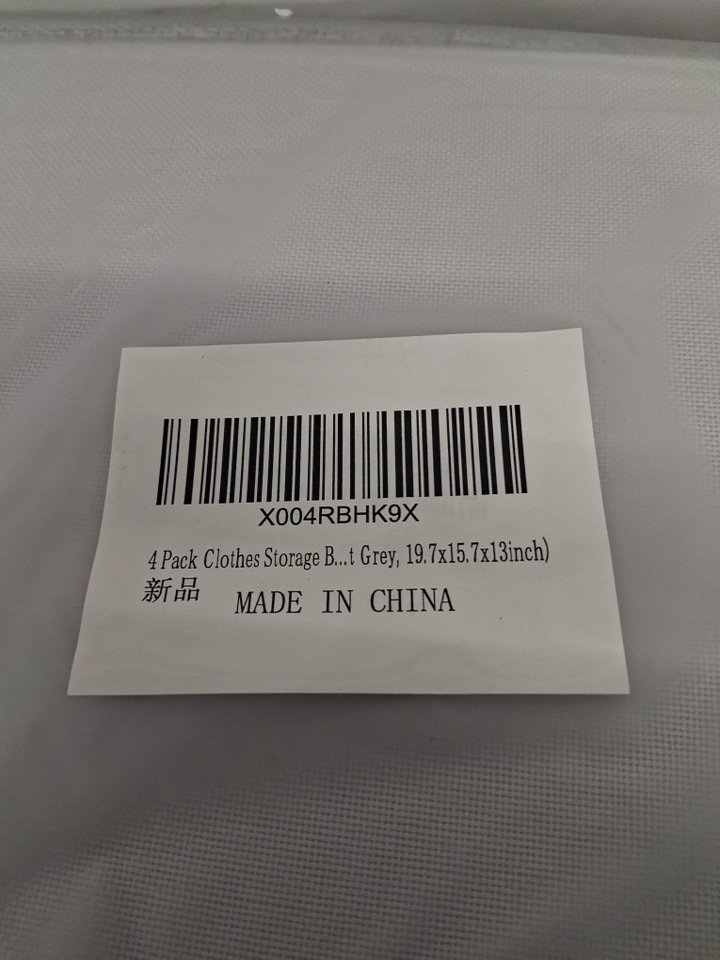 X004RBHK9X
4 Pack Clothes Storage B...t Grey, 19.7x15.7x13inch)
新品
MADE IN CHINA